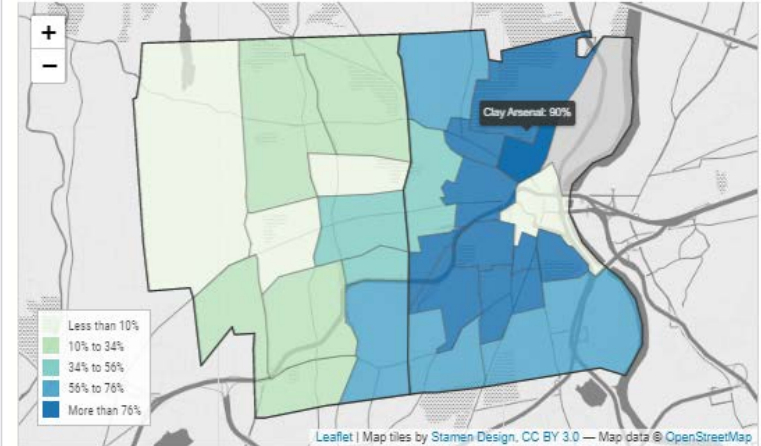 +
−
Clay Arsenal: 90%
Less than 10%
10% to 34%
34% to 56%
56% to 76%
More than 76%
Leaflet | Map tiles by Stamen Design, CC BY 3.0 — Map data © OpenStreetMap